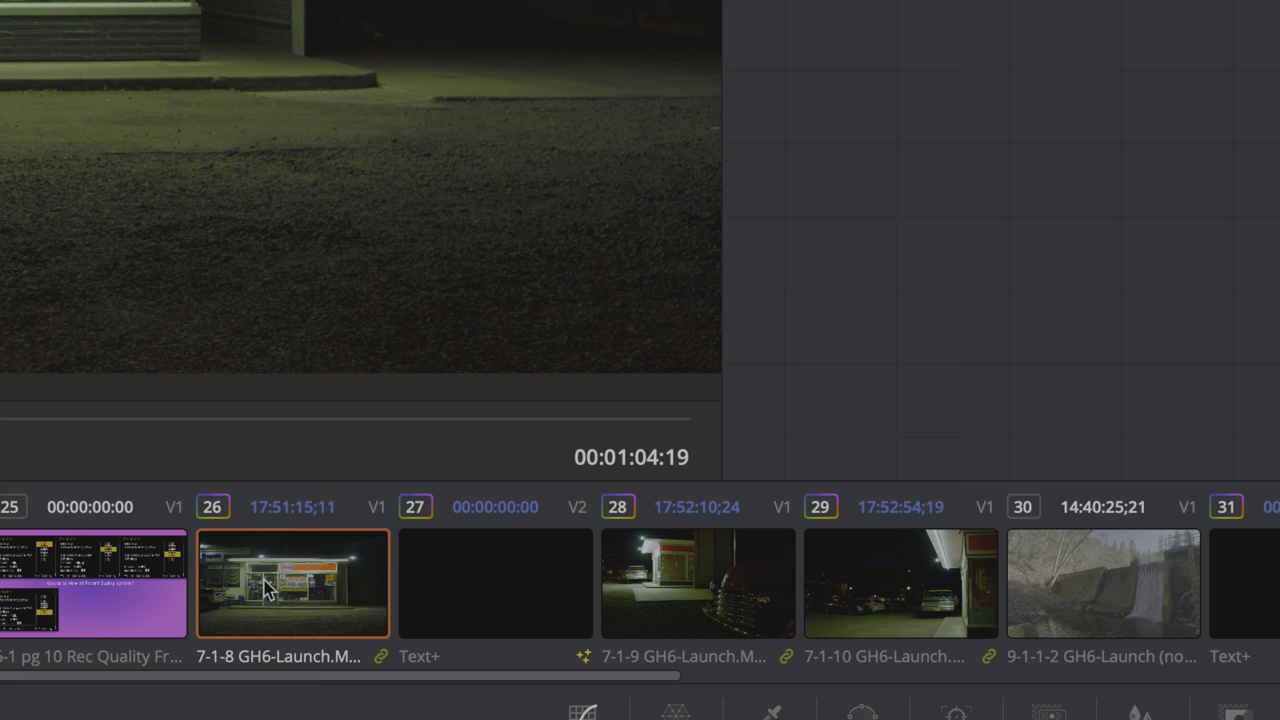 00:01:04:19
25 00:00:00:00 V1 26 17:51:15;11 V1 27 00:00:00:00 V2 28 17:52:10;24 V1 29 17:52:54;19 V1 30 14:40:25;21 V1 31 00
-1 pg 10 Rec Quality Fr... 7-1-8 GH6-Launch.M... Text+ 7-1-9 GH6-Launch.M... 7-1-10 GH6-Launch.... 9-1-1-2 GH6-Launch (no... Text+